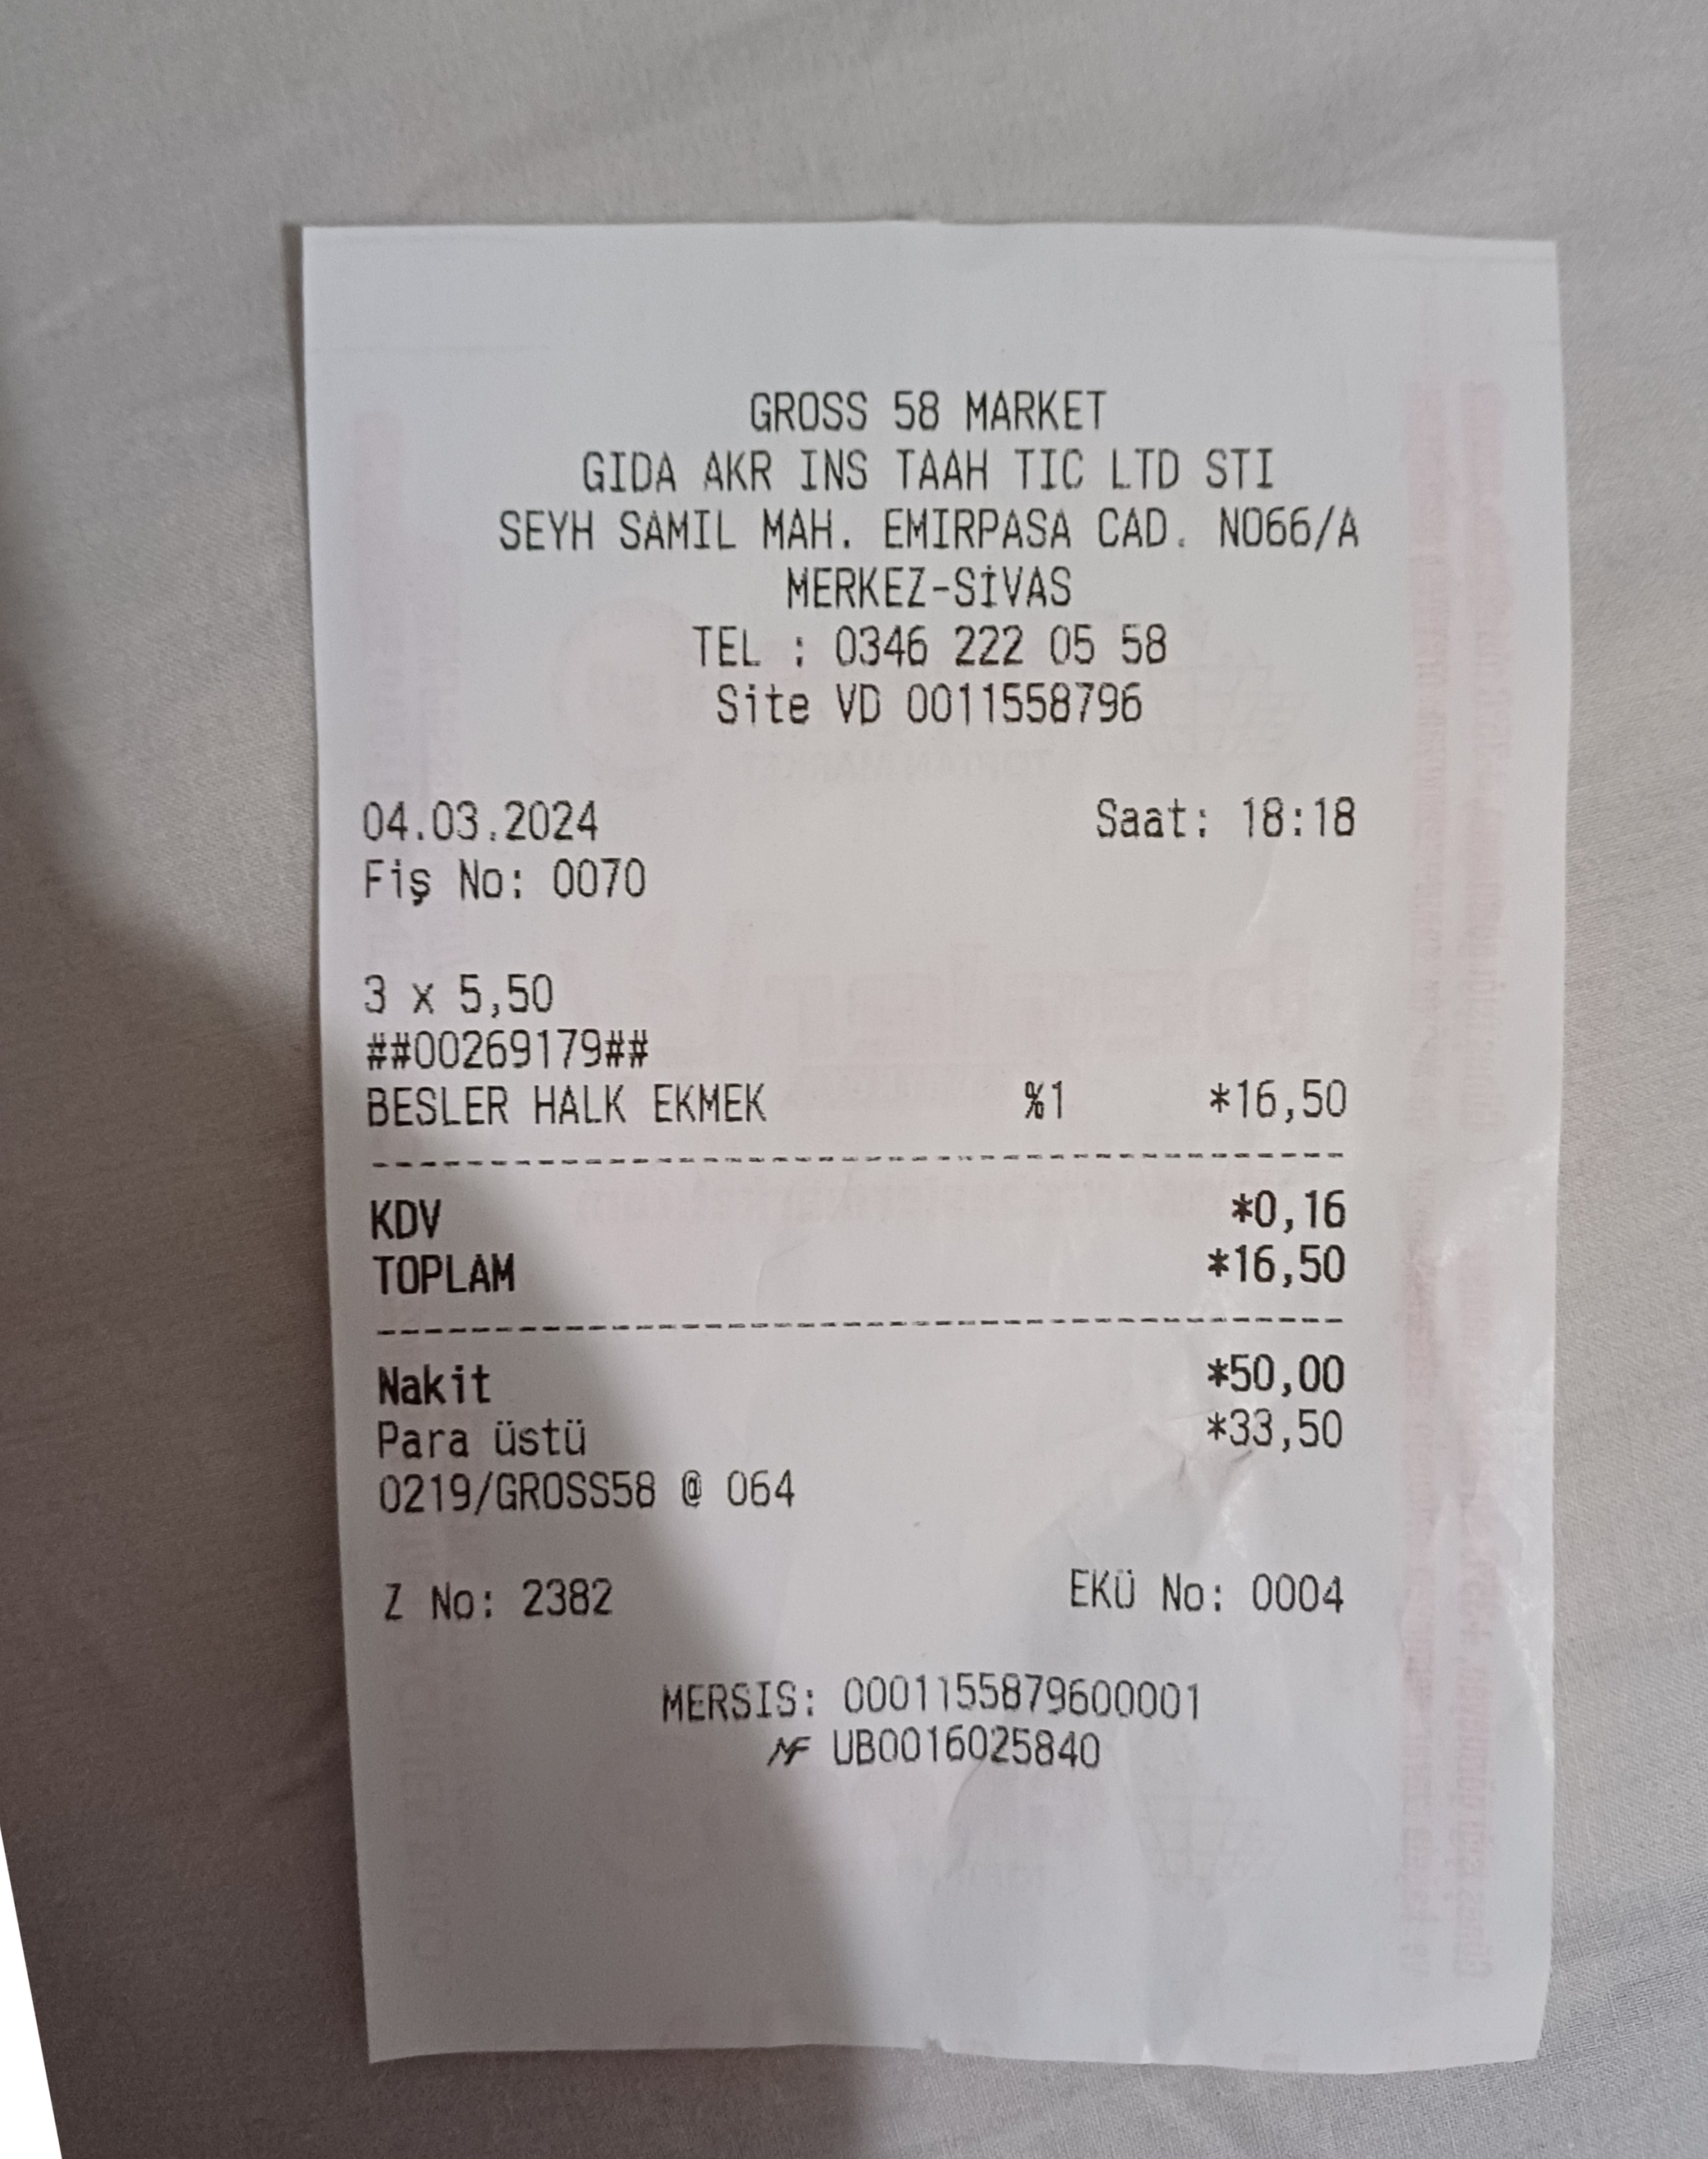 GROSS 58 MARKET
GIDA AKR INS TAAH TIC LTD STI
SEYH SAMIL MAH. EMIRPASA CAD. NO66/A
MERKEZ-SİVAS
TEL : 0346 222 05 58
Site VD 0011558796
04.03.2024 Saat: 18:18
Fiş No: 0070
3 x 5,50
##00269179##
BESLER HALK EKMEK %1 *16,50
KDV *0,16
TOPLAM *16,50
Nakit *50,00
Para üstü *33,50
0219/GROSS58 @ 064
Z No: 2382 EKÜ No: 0004
MERSIS: 0001155879600001
MF UB0016025840